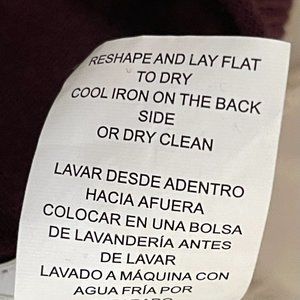 RESHAPE AND LAY FLAT
TO DRY
COOL IRON ON THE BACK
SIDE
OR DRY CLEAN
LAVAR DESDE ADENTRO
HACIA AFUERA
COLOCAR EN UNA BOLSA
DE LAVANDERÍA ANTES
DE LAVAR
LAVADO A MÁQUINA CON
AGUA FRÍA POR